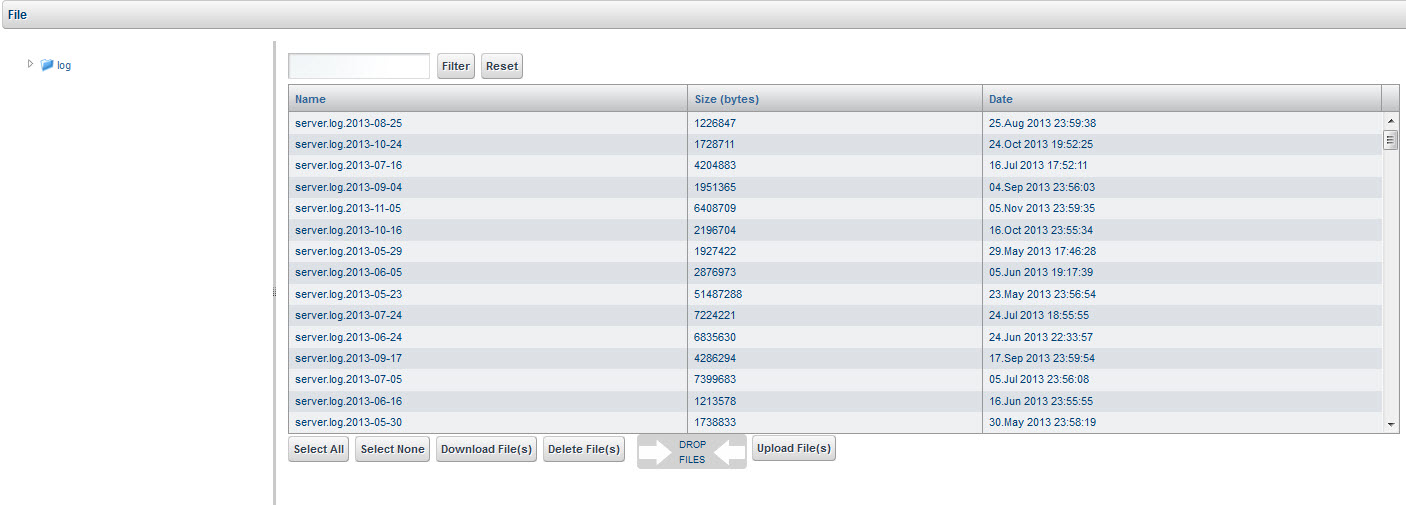 File
log
Filter Reset
Name Size (bytes) Date
server.log.2013-08-25 1226847 25.Aug 2013 23:59:38
server.log.2013-10-24 1728711 24.Oct 2013 19:52:25
server.log.2013-07-16 4204883 16.Jul 2013 17:52:11
server.log.2013-09-04 1951365 04.Sep 2013 23:56:03
server.log.2013-11-05 6408709 05.Nov 2013 23:59:35
server.log.2013-10-16 2196704 16.Oct 2013 23:55:34
server.log.2013-05-29 1927422 29.May 2013 17:46:28
server.log.2013-06-05 2876973 05.Jun 2013 19:17:39
server.log.2013-05-23 51487288 23.May 2013 23:56:54
server.log.2013-07-24 7224221 24.Jul 2013 18:55:55
server.log.2013-06-24 6835630 24.Jun 2013 22:33:57
server.log.2013-09-17 4286294 17.Sep 2013 23:59:54
server.log.2013-07-05 7399683 05.Jul 2013 23:56:08
server.log.2013-06-16 1213578 16.Jun 2013 23:55:55
server.log.2013-05-30 1738833 30.May 2013 23:58:19
Select All Select None Download File(s) Delete File(s) DROP FILES Upload File(s)